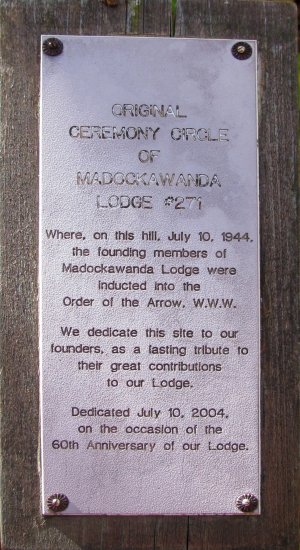 ORIGINAL
CEREMONY CIRCLE
OF
MADOCKAWANDA
LODGE #271
Where, on this hill, July 10, 1944,
the founding members of
Madockawanda Lodge were
inducted into the
Order of the Arrow, W.W.W.
We dedicate this site to our
founders, as a lasting tribute to
their great contributions
to our Lodge.
Dedicated July 10, 2004,
on the occasion of the
60th Anniversary of our Lodge.